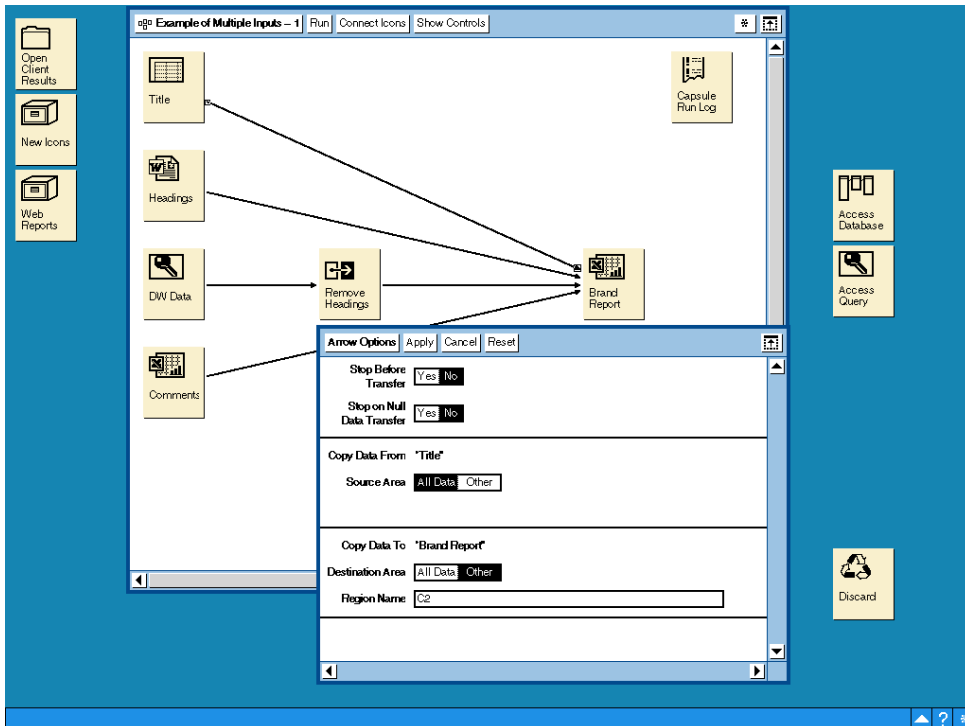 Open
Client
Results
New Icons
Web
Reports
Example of Multiple Inputs – 1 Run Connect Icons Show Controls *
Title
Capsule
Run Log
W
Headings
DW Data
Remove
Headings
Brand
Report
Comments
Access
Database
Access
Query
Discard
Arrow Options Apply Cancel Reset
Stop Before
Transfer Yes No
Stop on Null
Data Transfer Yes No
Copy Data From "Title"
Source Area All Data Other
Copy Data To "Brand Report"
Destination Area All Data Other
Region Name C2
? *